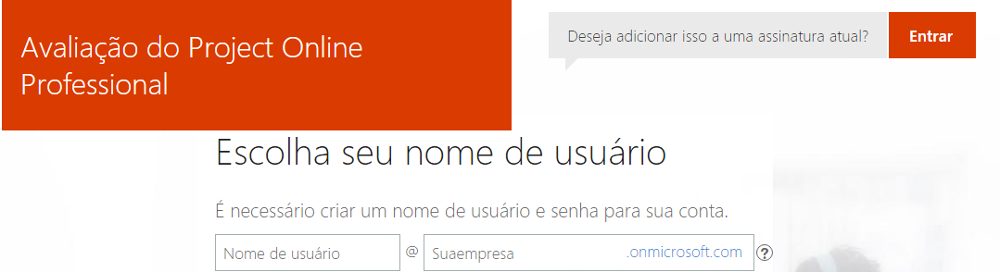 Avaliação do Project Online
Professional
Deseja adicionar isso a uma assinatura atual?
Entrar
Escolha seu nome de usuário
É necessário criar um nome de usuário e senha para sua conta.
Nome de usuário @ Suaempresa .onmicrosoft.com ?